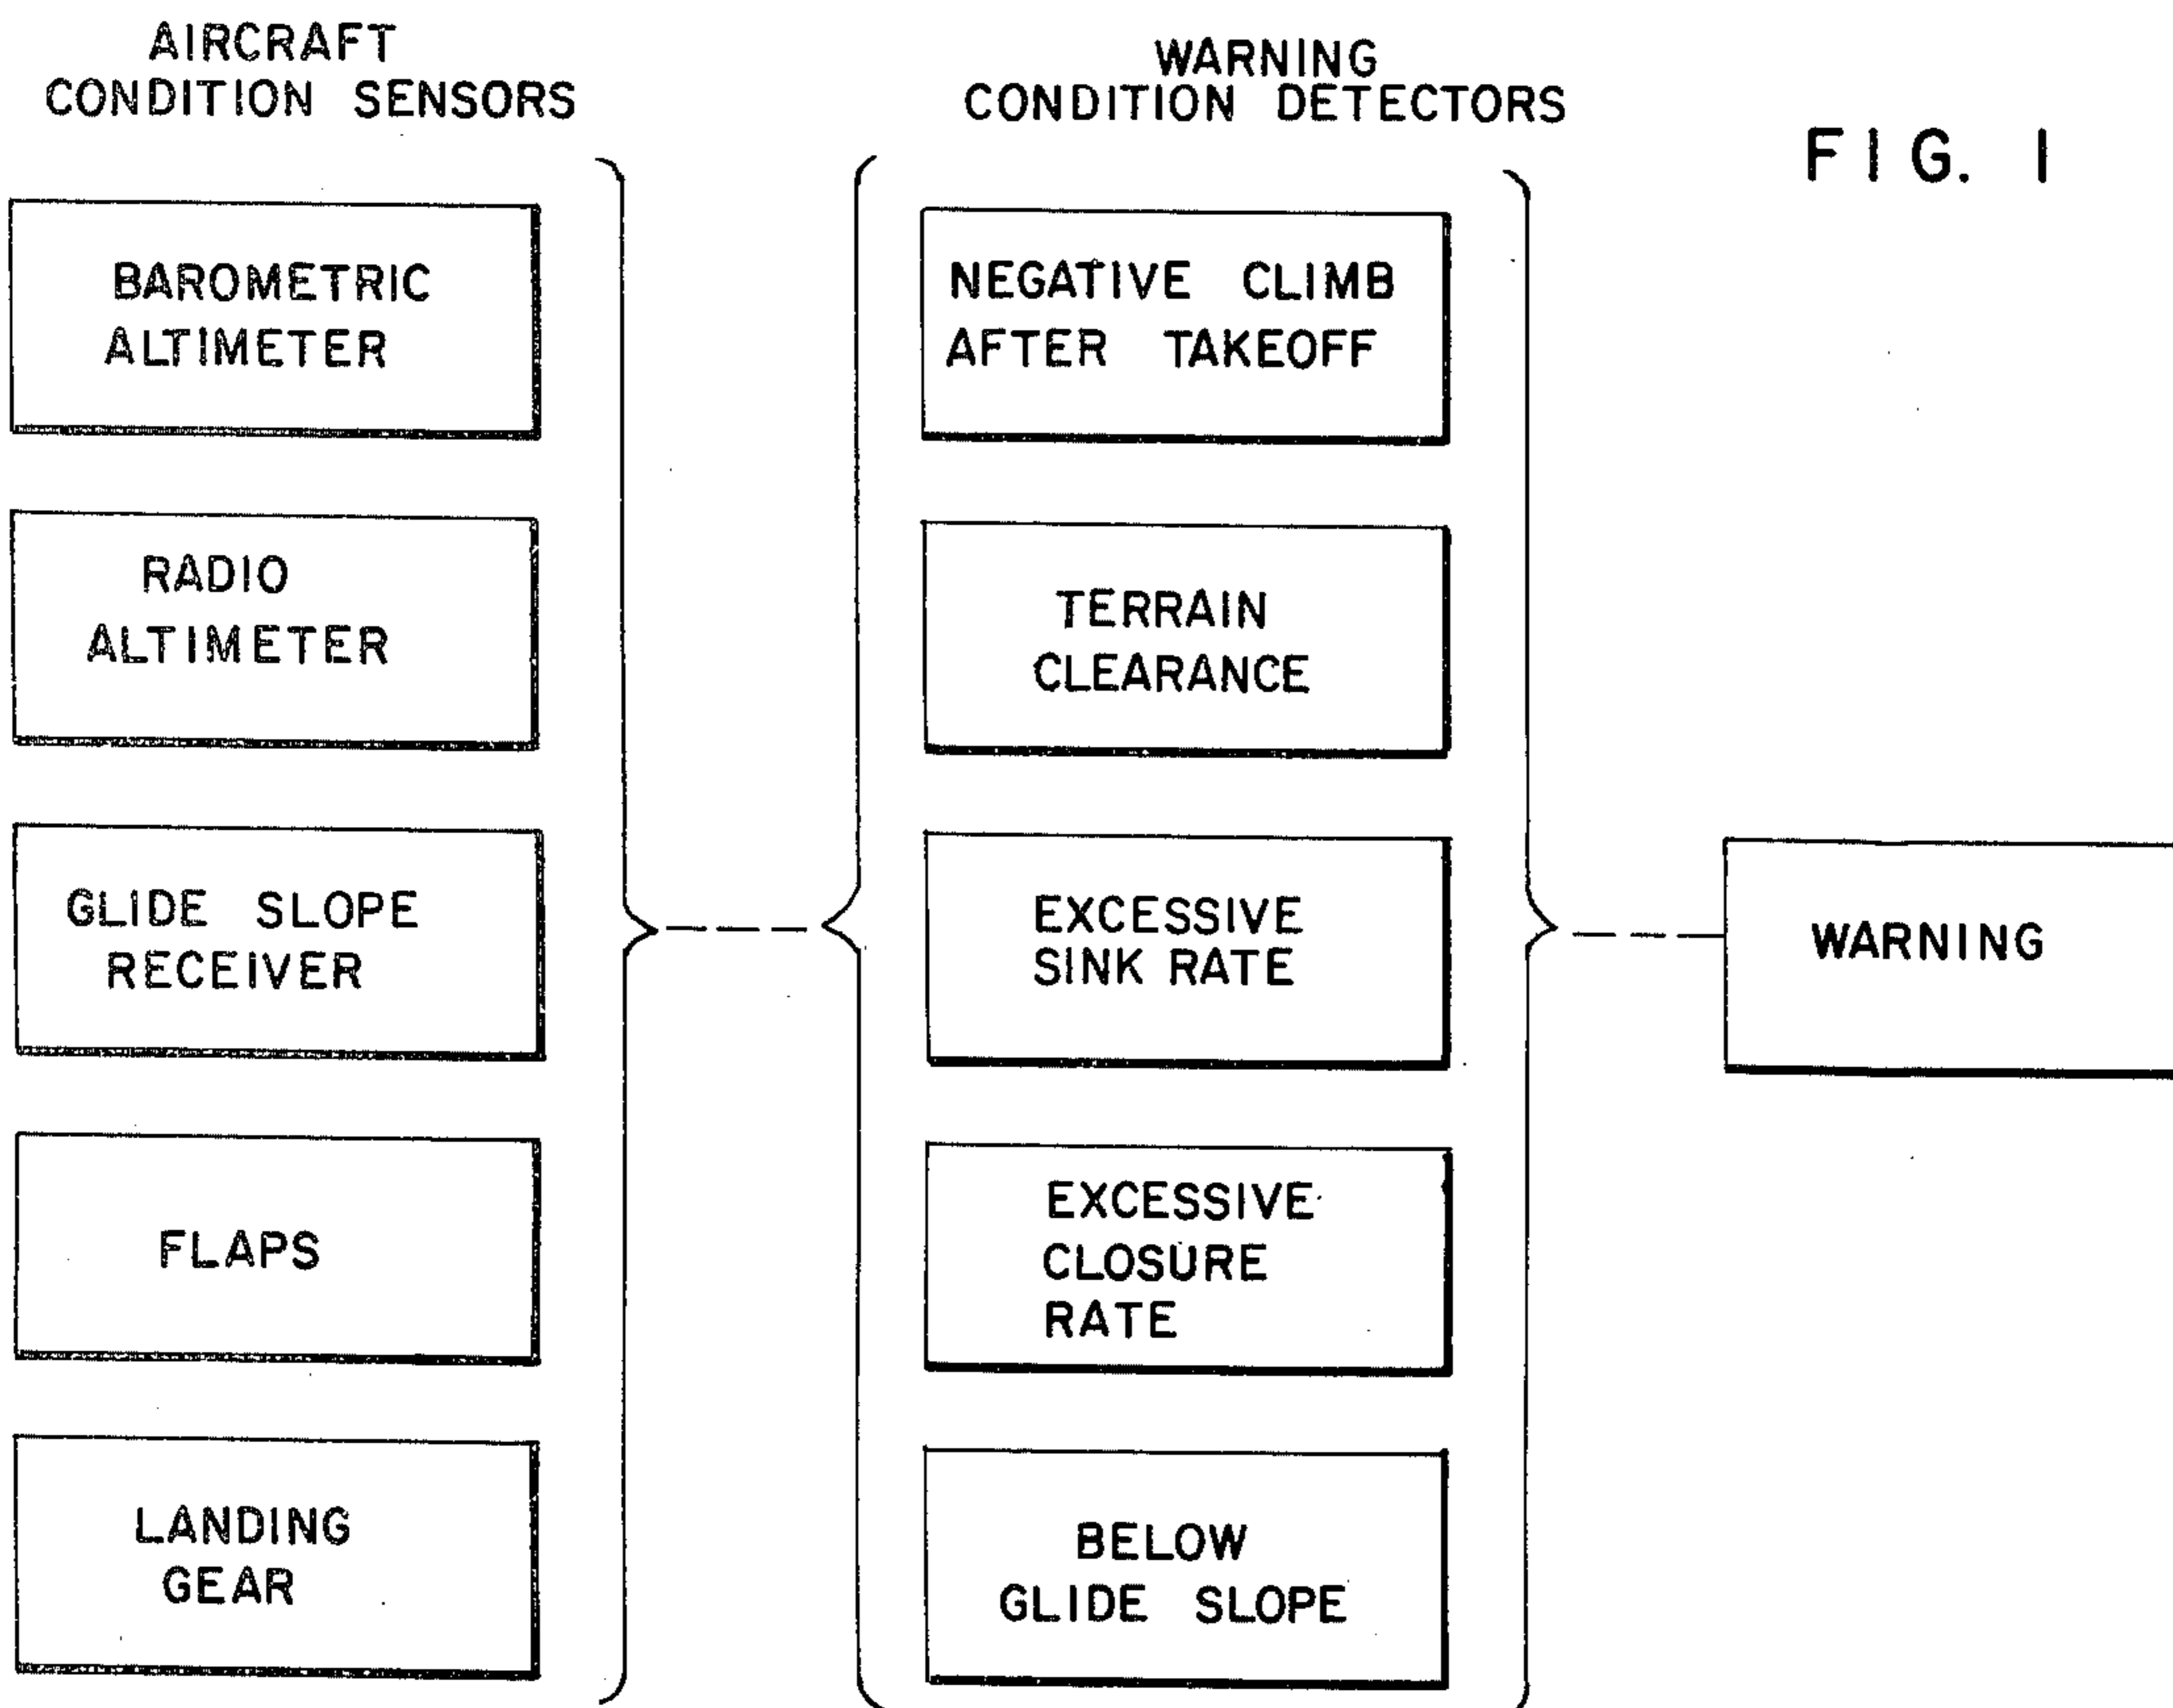 AIRCRAFT
CONDITION SENSORS
BAROMETRIC
ALTIMETER
RADIO
ALTIMETER
GLIDE SLOPE
RECEIVER
FLAPS
LANDING
GEAR
WARNING
CONDITION DETECTORS
NEGATIVE CLIMB
AFTER TAKEOFF
TERRAIN
CLEARANCE
EXCESSIVE
SINK RATE
EXCESSIVE
CLOSURE
RATE
BELOW
GLIDE SLOPE
FIG. 1
WARNING